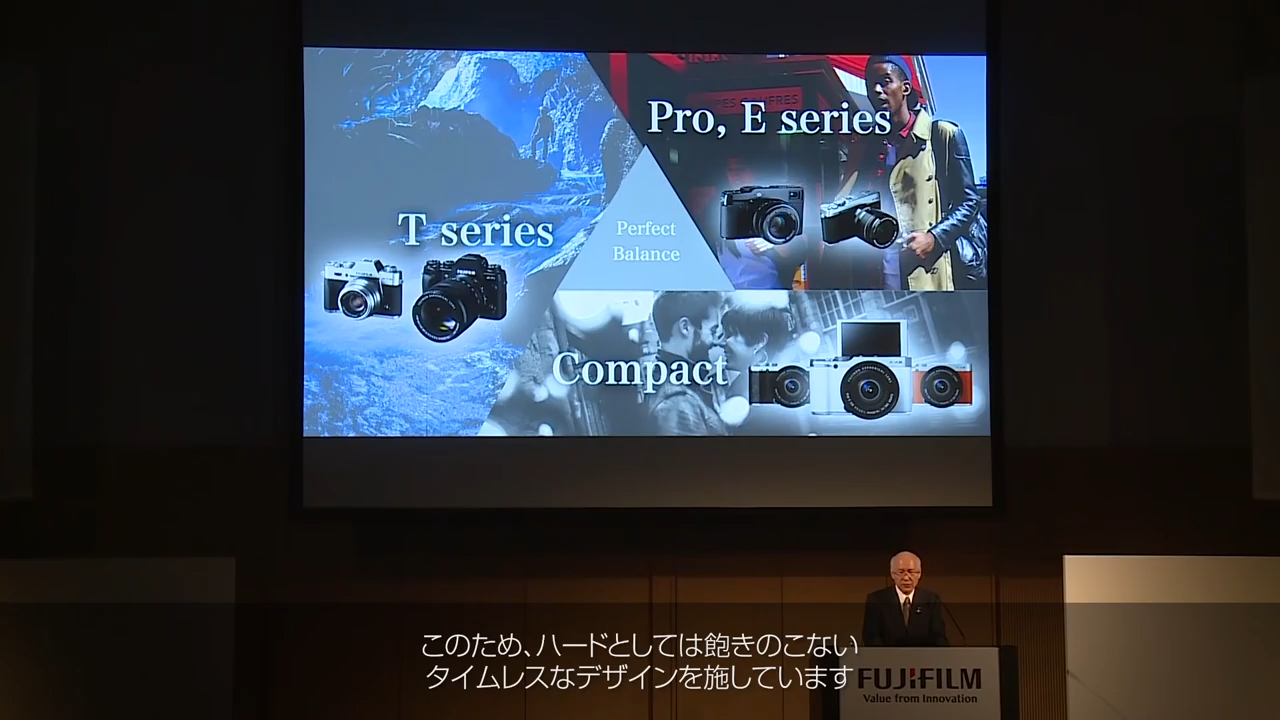 Pro, E series
T series
Perfect
Balance
Compact
このため、ハードとしては飽きのこない
タイムレスなデザインを施しています
FUJIFILM
Value from Innovation